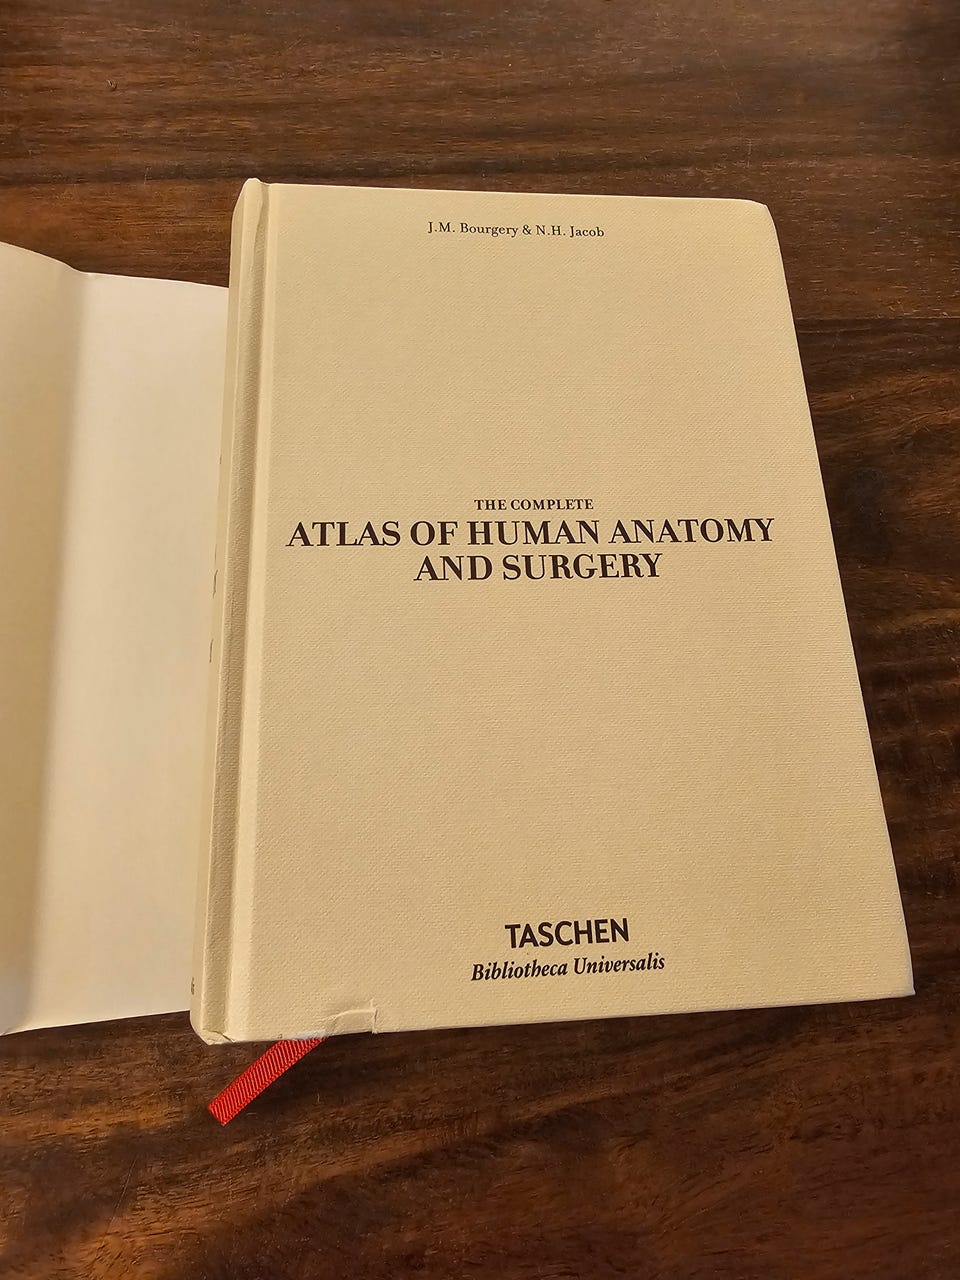 J.M. Bourgery & N.H. Jacob
THE COMPLETE
ATLAS OF HUMAN ANATOMY
AND SURGERY
TASCHEN
Bibliotheca Universalis